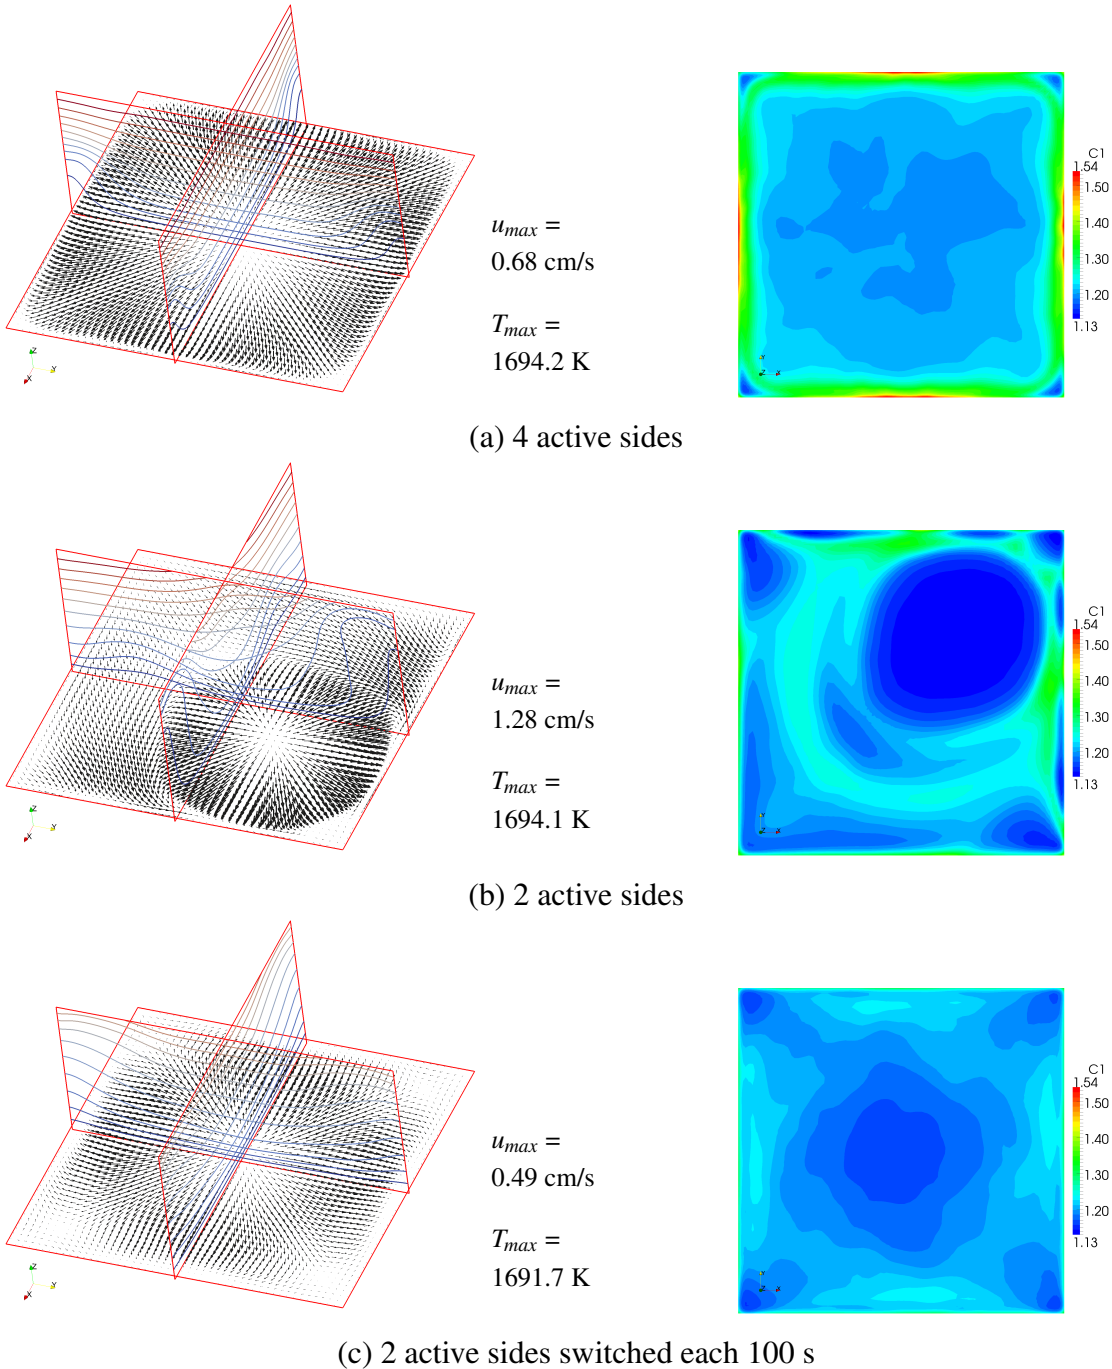 Z
X
Y
u_max =
0.68 cm/s
T_max =
1694.2 K
Y
Z
X
C1
1.54
1.50
1.40
1.30
1.20
1.13
(a) 4 active sides
Z
X
Y
u_max =
1.28 cm/s
T_max =
1694.1 K
Y
Z
X
C1
1.54
1.50
1.40
1.30
1.20
1.13
(b) 2 active sides
Z
X
Y
u_max =
0.49 cm/s
T_max =
1691.7 K
Y
Z
X
C1
1.54
1.50
1.40
1.30
1.20
1.13
(c) 2 active sides switched each 100 s